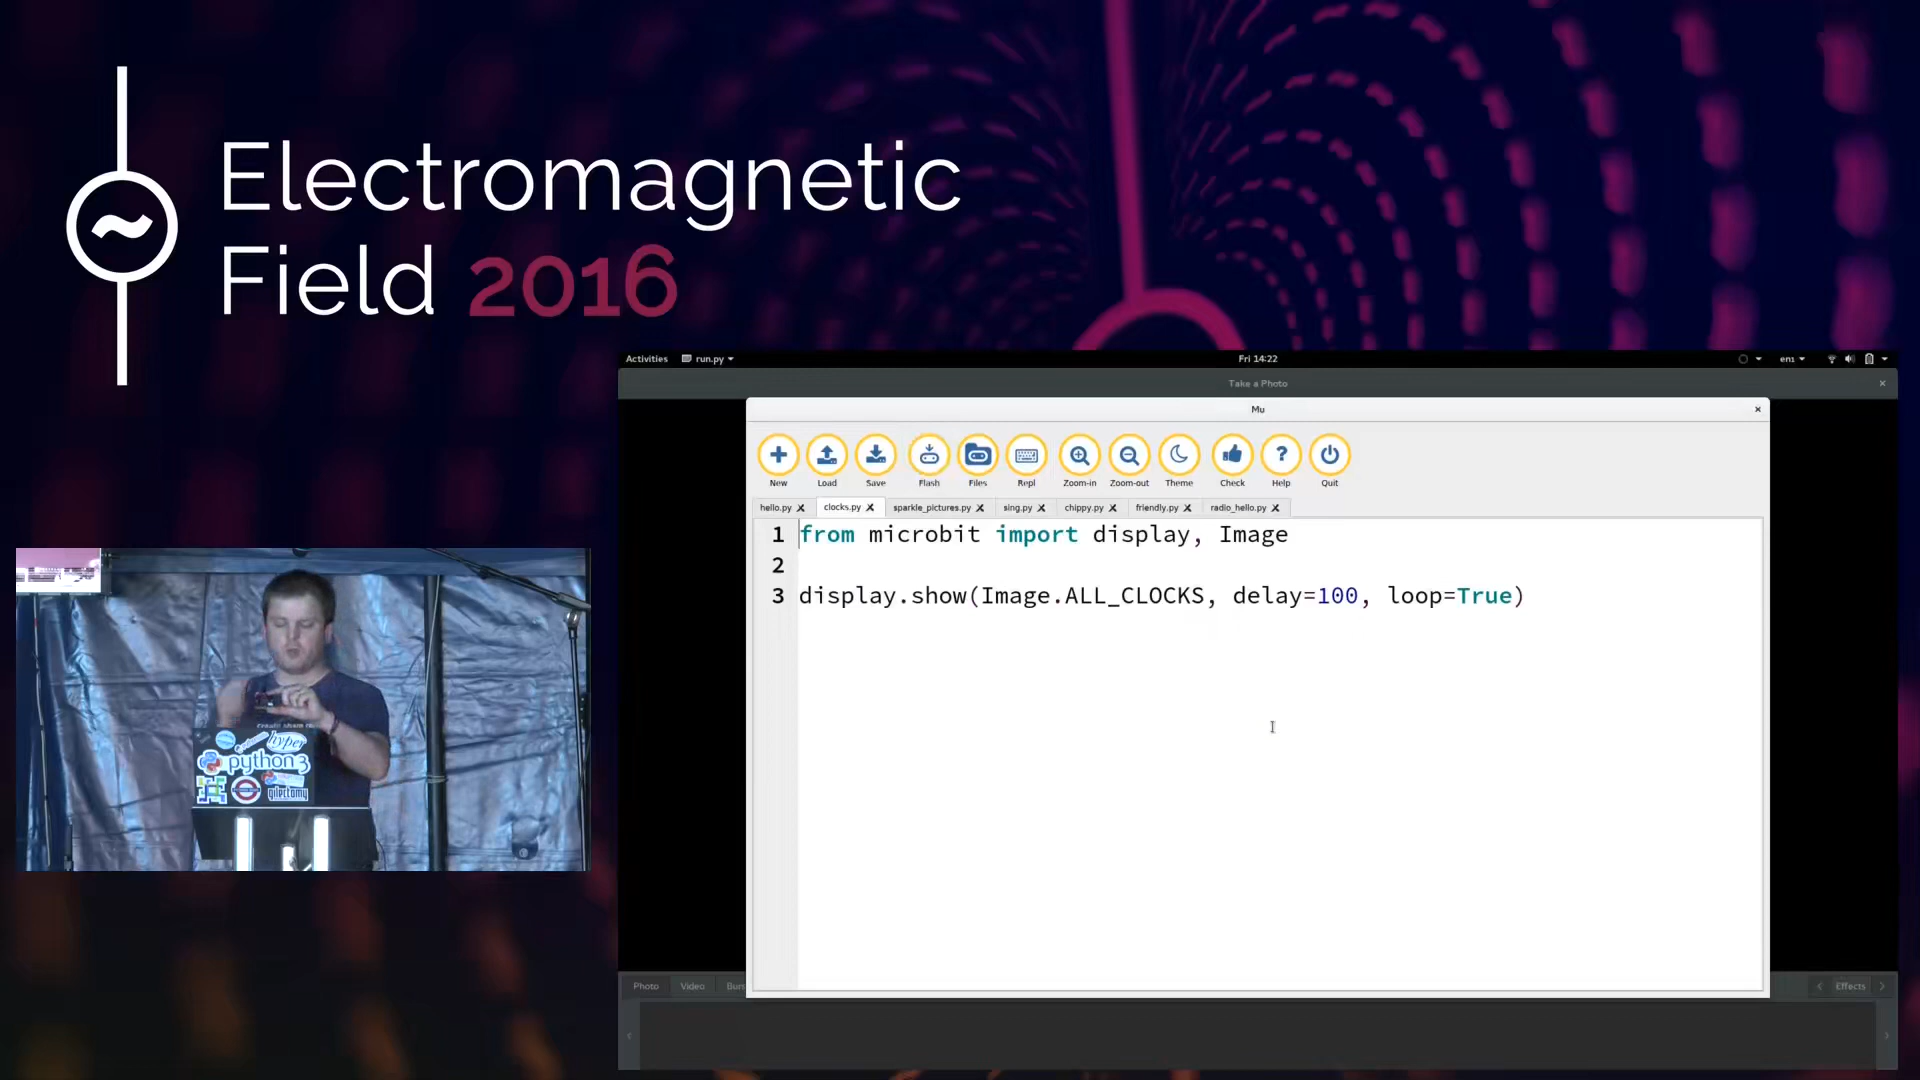 Electromagnetic
Field 2016
Activities
run.py
Fri 14:22
en1
Take a Photo
Mu
New
Load
Save
Flash
Files
Repl
Zoom-in
Zoom-out
Theme
Check
Help
Quit
hello.py
clocks.py
sparkle_pictures.py
sing.py
chippy.py
friendly.py
radio_hello.py
1 from microbit import display, Image
2
3 display.show(Image.ALL_CLOCKS, delay=100, loop=True)
Photo
Video
Effects
hyper
python3